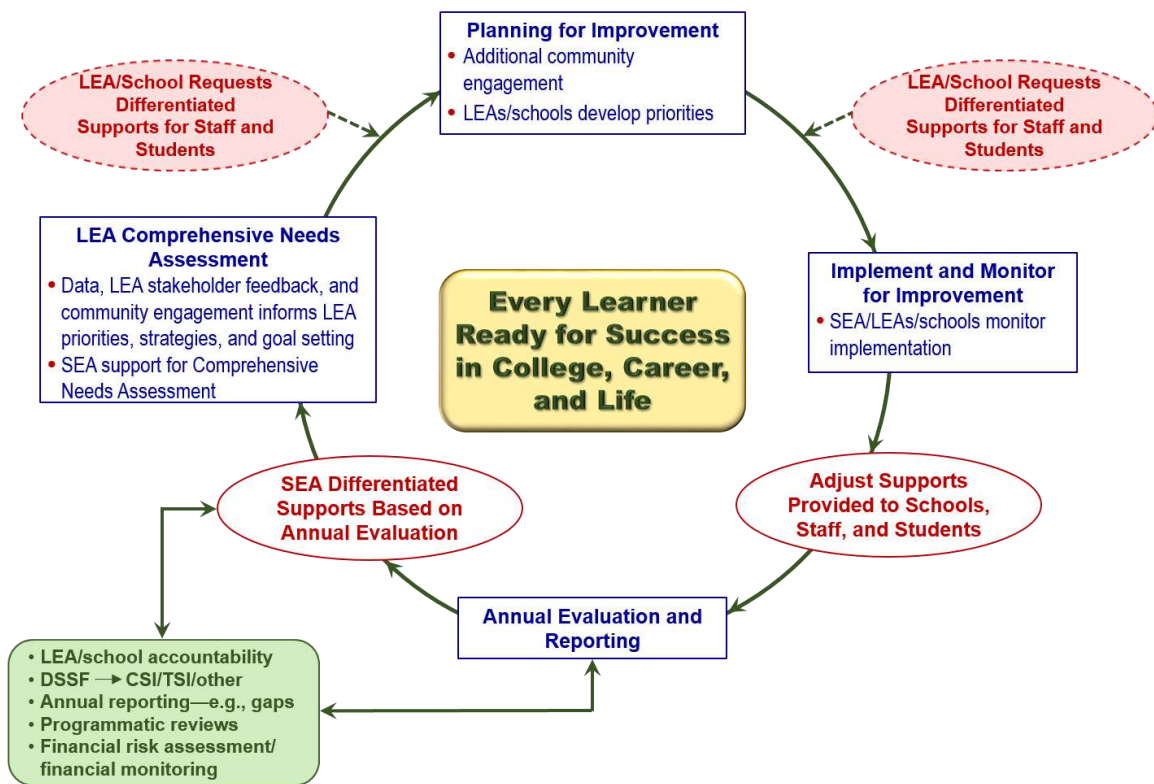 Planning for Improvement
• Additional community
engagement
• LEAs/schools develop priorities
LEA/School Requests
Differentiated
Supports for Staff and
Students
LEA/School Requests
Differentiated
Supports for Staff and
Students
LEA Comprehensive Needs
Assessment
• Data, LEA stakeholder feedback, and
community engagement informs LEA
priorities, strategies, and goal setting
• SEA support for Comprehensive
Needs Assessment
Every Learner
Ready for Success
in College, Career,
and Life
Implement and Monitor
for Improvement
• SEA/LEAs/schools monitor
implementation
SEA Differentiated
Supports Based on
Annual Evaluation
Adjust Supports
Provided to Schools,
Staff, and Students
Annual Evaluation and
Reporting
• LEA/school accountability
• DSSF → CSI/TSI/other
• Annual reporting—e.g., gaps
• Programmatic reviews
• Financial risk assessment/
financial monitoring